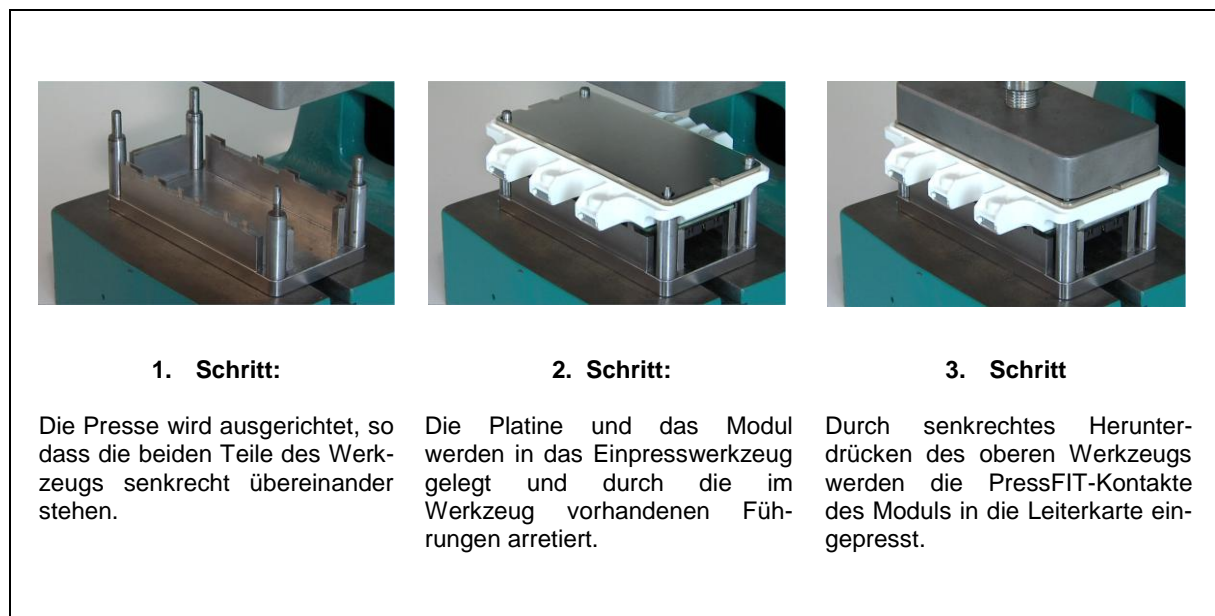 1. Schritt:
Die Presse wird ausgerichtet, so
dass die beiden Teile des Werk-
zeugs senkrecht übereinander
stehen.
2. Schritt:
Die Platine und das Modul
werden in das Einpresswerkzeug
gelegt und durch die im
Werkzeug vorhandenen Füh-
rungen arretiert.
3. Schritt
Durch senkrechtes Herunter-
drücken des oberen Werkzeugs
werden die PressFIT-Kontakte
des Moduls in die Leiterkarte ein-
gepresst.